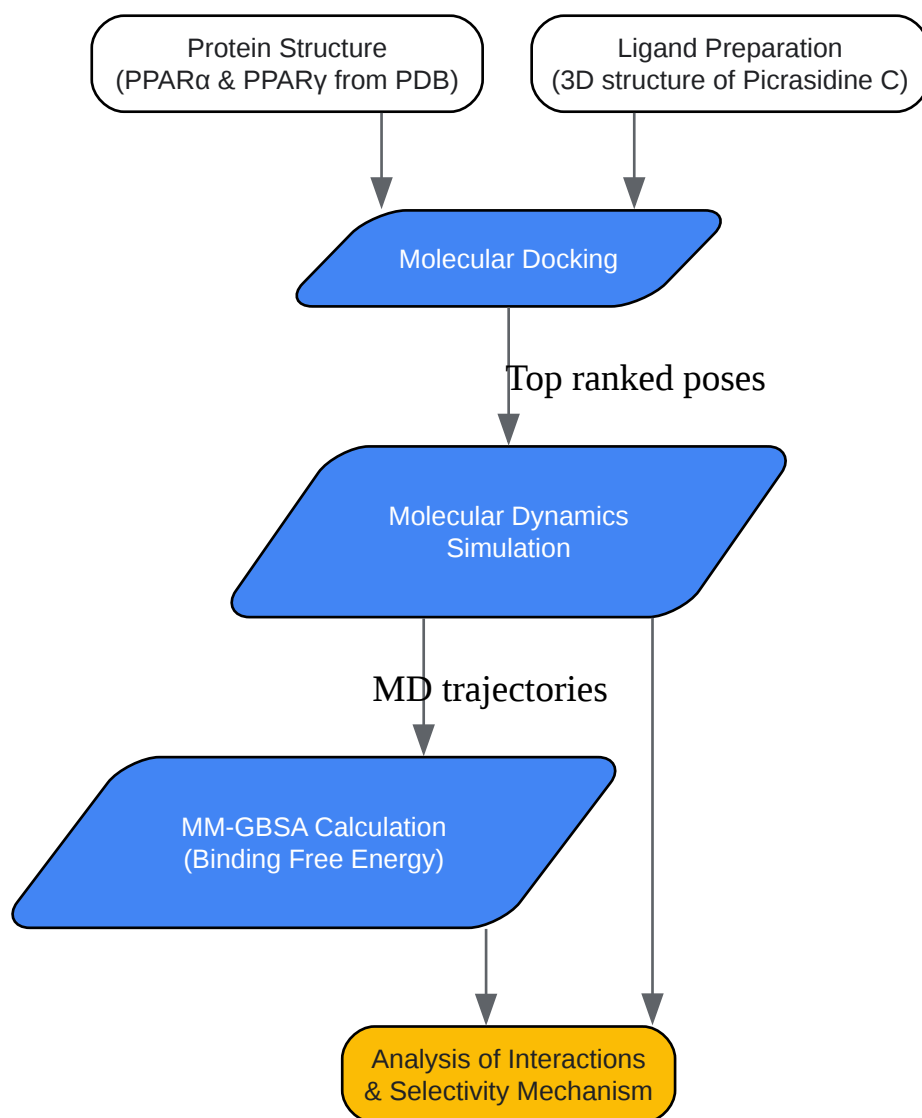 Protein Structure
(PPARα & PPARγ from PDB)
Ligand Preparation
(3D structure of Picrasidine C)
Molecular Docking
Top ranked poses
Molecular Dynamics
Simulation
MD trajectories
MM-GBSA Calculation
(Binding Free Energy)
Analysis of Interactions
& Selectivity Mechanism